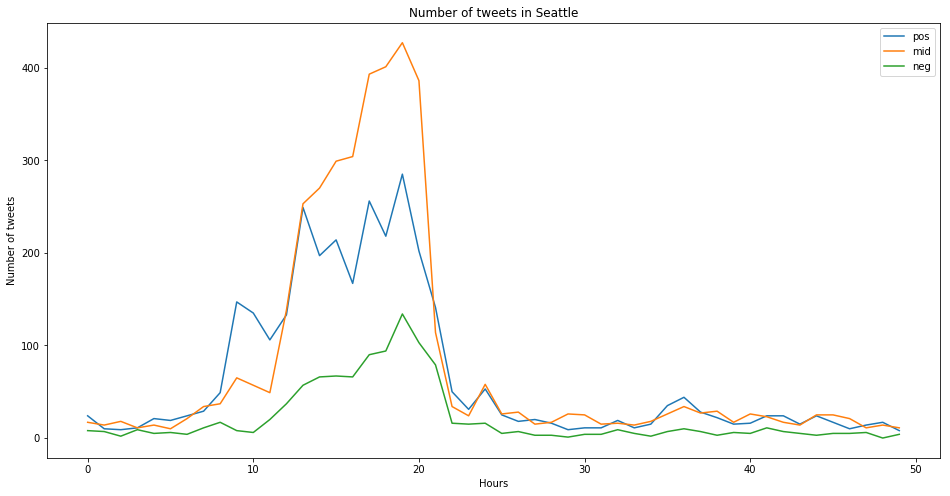 Number of tweets in Seattle
pos
mid
neg
Number of tweets
400
300
200
100
0
0 10 20 30 40 50
Hours